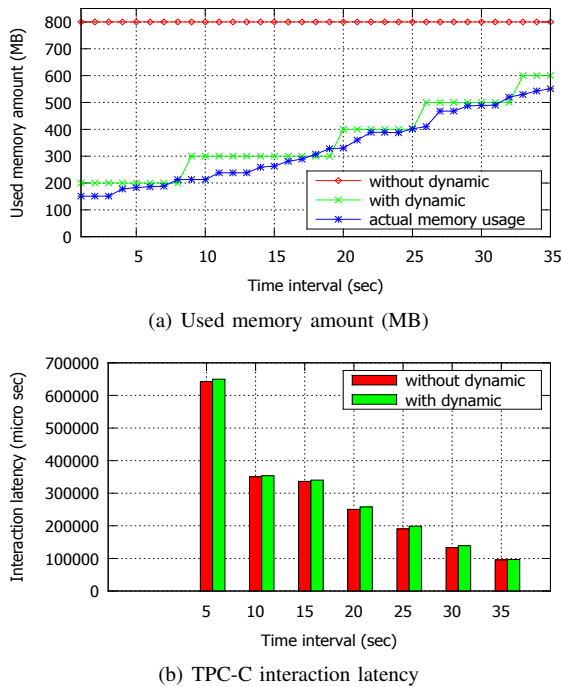 800
700
600
500
400
300
200
100
0
Used memory amount (MB)
without dynamic
with dynamic
actual memory usage
5 10 15 20 25 30 35
Time interval (sec)
(a) Used memory amount (MB)
700000
600000
500000
400000
300000
200000
100000
0
Interaction latency (micro sec)
without dynamic
with dynamic
5 10 15 20 25 30 35
Time interval (sec)
(b) TPC-C interaction latency